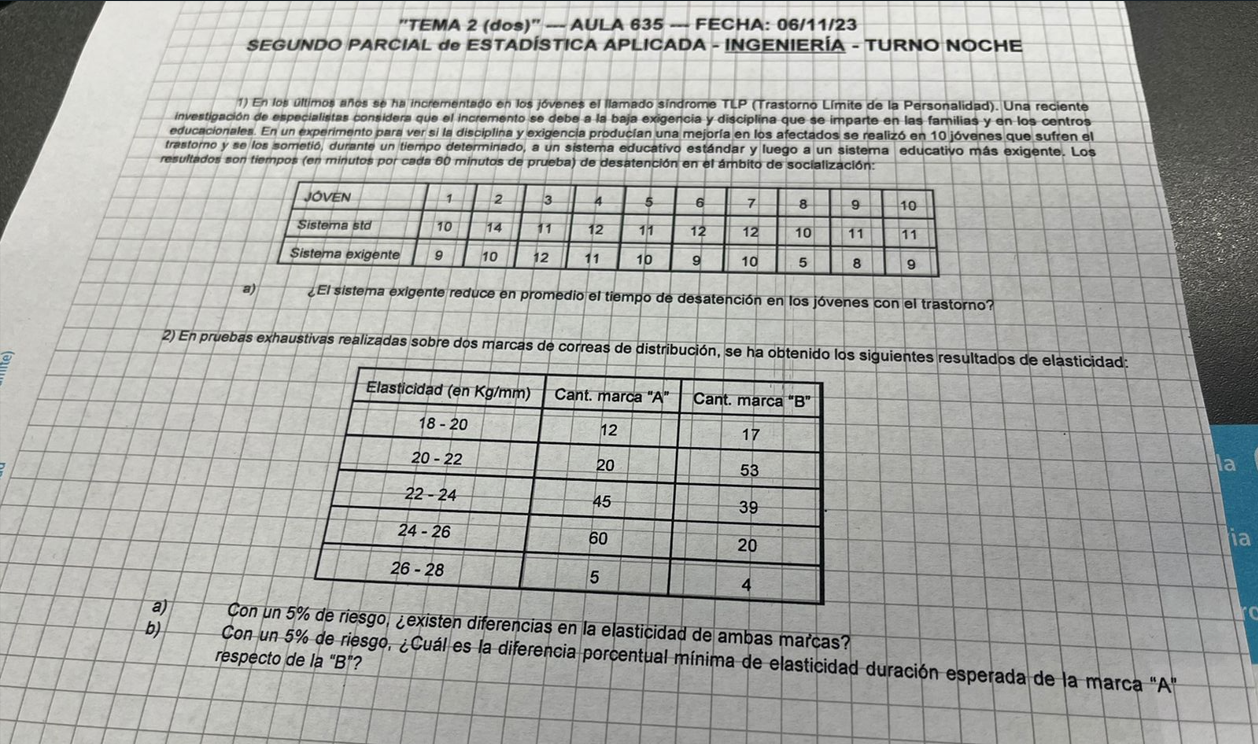 "TEMA 2 (dos)" — AULA 635 — FECHA: 06/11/23
SEGUNDO PARCIAL de ESTADÍSTICA APLICADA - INGENIERÍA - TURNO NOCHE
1) En los últimos años se ha incrementado en los jóvenes el llamado síndrome TLP (Trastorno Límite de la Personalidad). Una reciente
investigación de especialistas considera que el incremento se debe a la baja exigencia y disciplina que se imparte en las familias y en los centros
educacionales. En un experimento para ver si la disciplina y exigencia producían una mejoría en los afectados se realizó en 10 jóvenes que sufren el
trastorno y se los sometió, durante un tiempo determinado, a un sistema educativo estándar y luego a un sistema educativo más exigente. Los
resultados son tiempos (en minutos por cada 60 minutos de prueba) de desatención en el ámbito de socialización:
JÓVEN 1 2 3 4 5 6 7 8 9 10
Sistema std 10 14 11 12 11 12 12 10 11 11
Sistema exigente 9 10 12 11 10 9 10 5 8 9
a) ¿El sistema exigente reduce en promedio el tiempo de desatención en los jóvenes con el trastorno?
2) En pruebas exhaustivas realizadas sobre dos marcas de correas de distribución, se ha obtenido los siguientes resultados de elasticidad:
Elasticidad (en Kg/mm) Cant. marca "A" Cant. marca "B"
18 - 20 12 17
20 - 22 20 53
22 - 24 45 39
24 - 26 60 20
26 - 28 5 4
a) Con un 5% de riesgo, ¿existen diferencias en la elasticidad de ambas marcas?
b) Con un 5% de riesgo, ¿Cuál es la diferencia porcentual mínima de elasticidad duración esperada de la marca "A"
respecto de la "B"?
la
ia